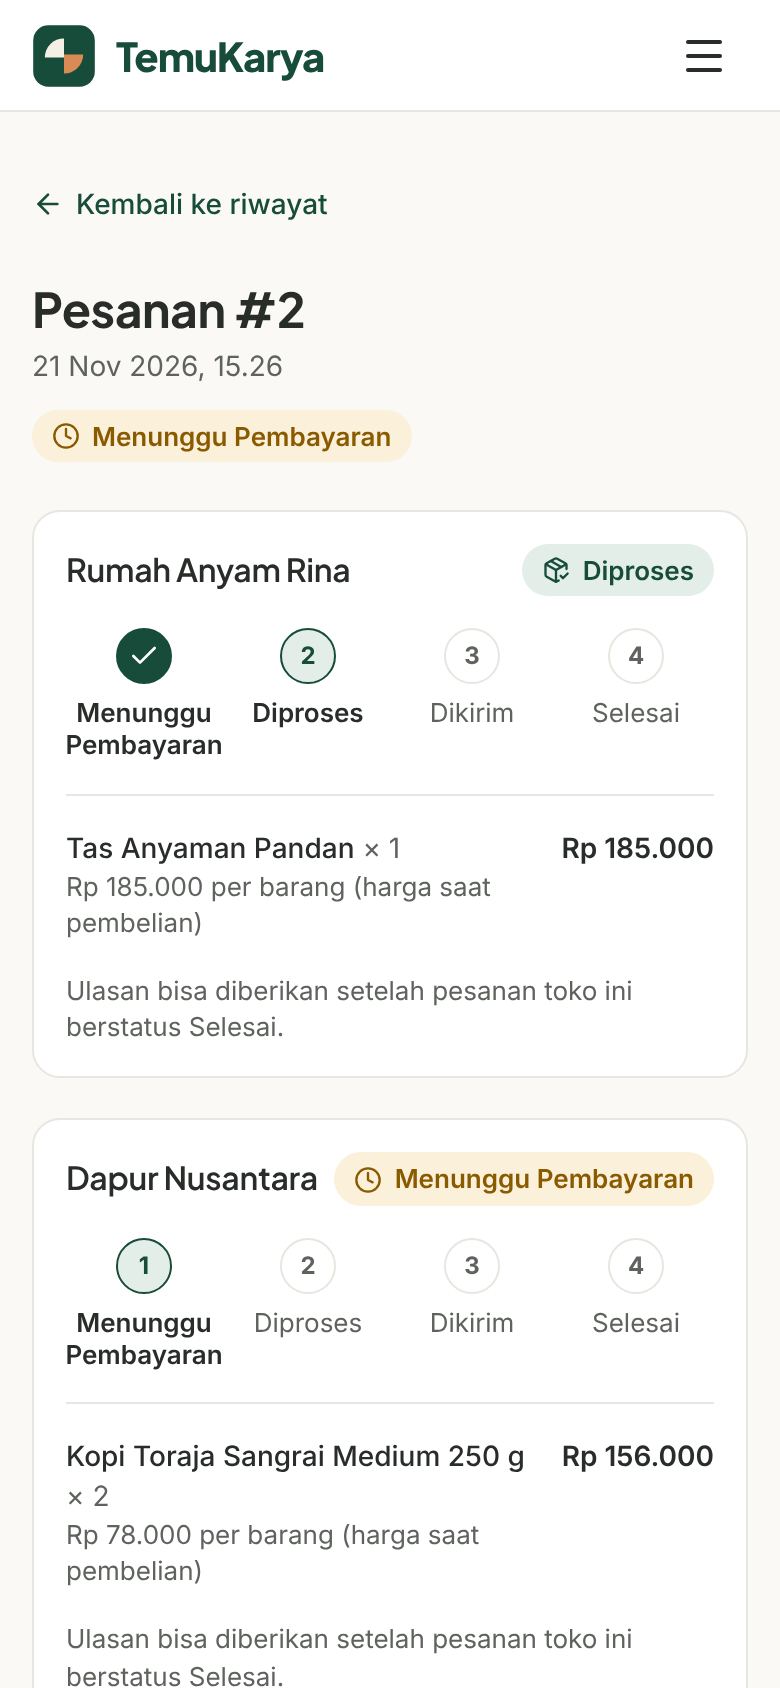 TemuKarya
Kembali ke riwayat
Pesanan #2
21 Nov 2026, 15.26
Menunggu Pembayaran
Rumah Anyam Rina
Diproses
2
3
4
Menunggu
Pembayaran
Diproses
Dikirim
Selesai
Tas Anyaman Pandan × 1
Rp 185.000
Rp 185.000 per barang (harga saat
pembelian)
Ulasan bisa diberikan setelah pesanan toko ini
berstatus Selesai.
Dapur Nusantara
Menunggu Pembayaran
1
2
3
4
Menunggu
Pembayaran
Diproses
Dikirim
Selesai
Kopi Toraja Sangrai Medium 250 g
× 2
Rp 156.000
Rp 78.000 per barang (harga saat
pembelian)
Ulasan bisa diberikan setelah pesanan toko ini
berstatus Selesai.